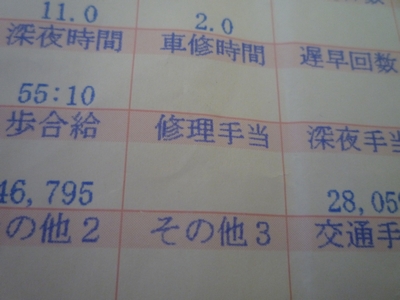 11.0 2.0
深夜時間 車修時間 遅早回数
55:10
歩合給 修理手当 深夜手当
46,795 28,05
の他2 その他3 交通手